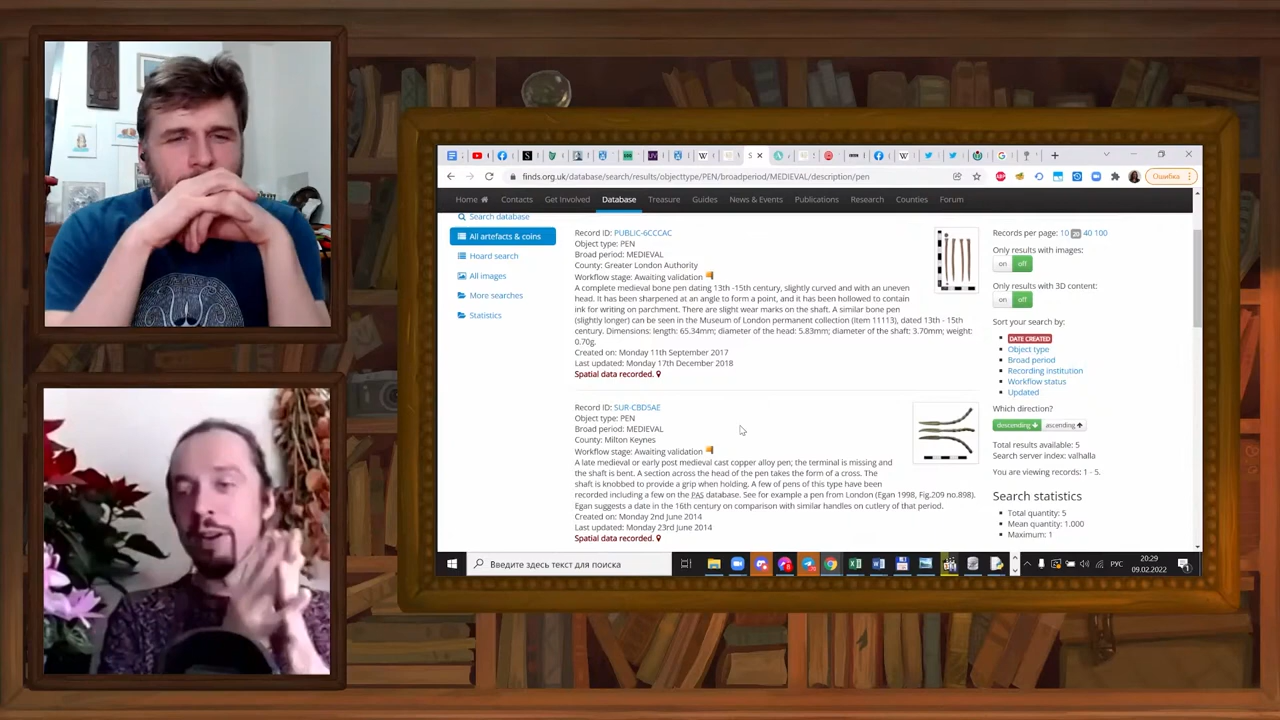 finds.org.uk/database/search/results/objecttype/PEN/broadperiod/MEDIEVAL/description/pen
Ошибка
Home Contacts Get Involved Database Treasure Guides News & Events Publications Research Counties Forum
Search database
All artefacts & coins
Hoard search
All images
More searches
Statistics
Record ID: PUBLIC-6CCCAC
Object type: PEN
Broad period: MEDIEVAL
County: Greater London Authority
Workflow stage: Awaiting validation
A complete medieval bone pen dating 13th -15th century, slightly curved and with an uneven
head. It has been sharpened at an angle to form a point, and it has been hollowed to contain
ink for writing on parchment. There are slight wear marks on the shaft. A similar bone pen
(slightly longer) can be seen in the Museum of London permanent collection (Item 11113), dated 13th - 15th
century. Dimensions: length: 65.34mm; diameter of the head: 5.83mm; diameter of the shaft: 3.70mm; weight:
0.70g.
Created on: Monday 11th September 2017
Last updated: Monday 17th December 2018
Spatial data recorded.
Record ID: SUR-CBD5AE
Object type: PEN
Broad period: MEDIEVAL
County: Milton Keynes
Workflow stage: Awaiting validation
A late medieval or early post medieval cast copper alloy pen; the terminal is missing and
the shaft is bent. A section across the head of the pen takes the form of a cross. The
shaft is knobbed to provide a grip when holding. A few of pens of this type have been
recorded including a few on the PAS database. See for example a pen from London (Egan 1998, Fig.209 no.898).
Egan suggests a date in the 16th century on comparison with similar handles on cutlery of that period.
Created on: Monday 2nd June 2014
Last updated: Monday 23rd June 2014
Spatial data recorded.
Records per page: 10 20 40 100
Only results with images:
on off
Only results with 3D content:
on off
Sort your search by:
DATE CREATED
Object type
Broad period
Recording institution
Workflow status
Updated
Which direction?
descending ascending
Total results available: 5
Search server index: valhalla
You are viewing records: 1 - 5.
Search statistics
Total quantity: 5
Mean quantity: 1.000
Maximum: 1
Введите здесь текст для поиска
РУС
20:29
09.02.2022